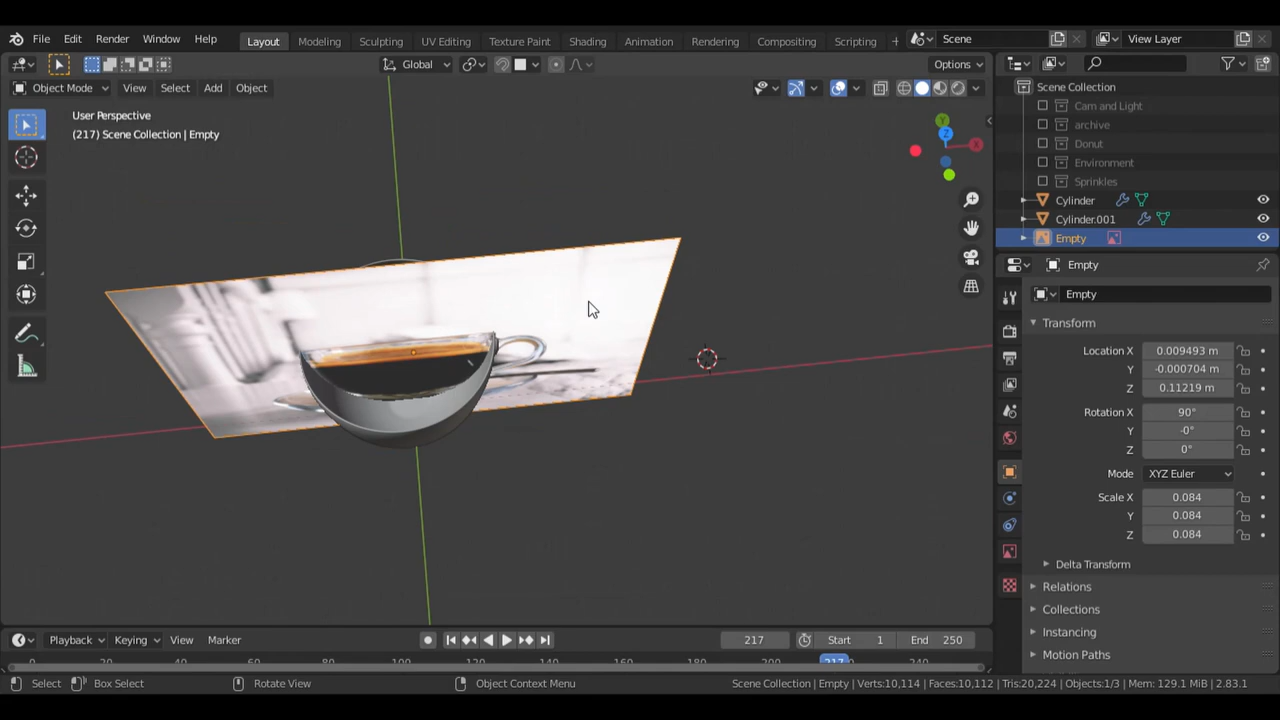 File Edit Render Window Help Layout Modeling Sculpting UV Editing Texture Paint Shading Animation Rendering Compositing Scripting + Scene View Layer
Global Options
Object Mode View Select Add Object
User Perspective
(217) Scene Collection | Empty
Y
Z
X
Scene Collection
Cam and Light
archive
Donut
Environment
Sprinkles
Cylinder
Cylinder.001
Empty
Empty
Empty
Transform
Location X 0.009493 m
Y -0.000704 m
Z 0.11219 m
Rotation X 90°
Y -0°
Z 0°
Mode XYZ Euler
Scale X 0.084
Y 0.084
Z 0.084
Delta Transform
Relations
Collections
Instancing
Motion Paths
Playback Keying View Marker 217 Start 1 End 250
Select Box Select Rotate View Object Context Menu Scene Collection | Empty | Verts:10,114 | Faces:10,112 | Tris:20,224 | Objects:1/3 | Mem: 129.1 MiB | 2.83.1